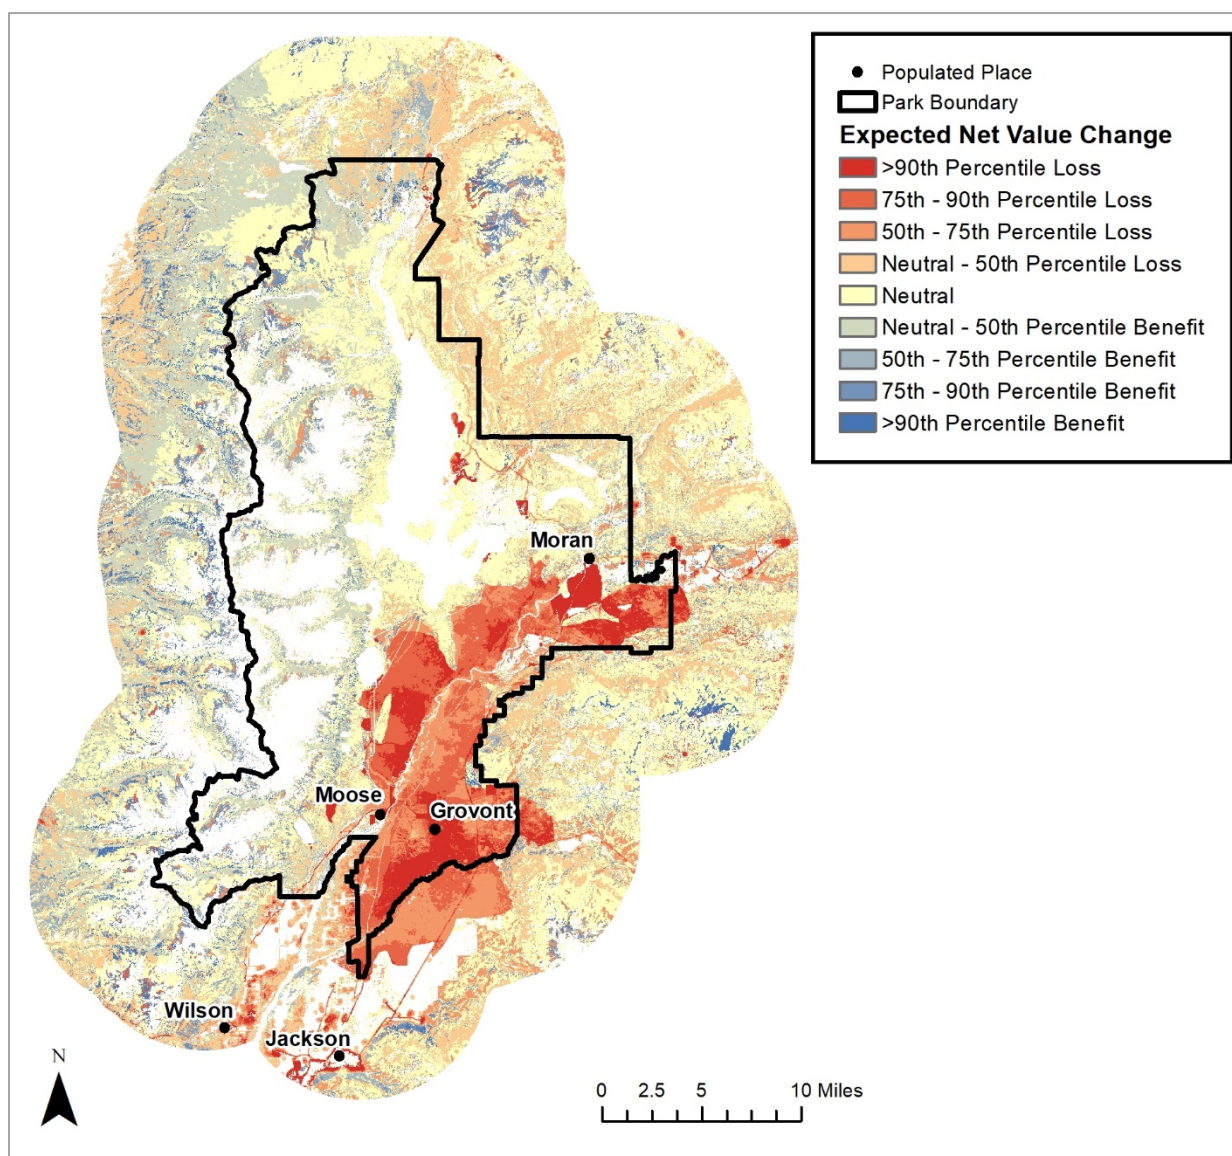 Populated Place
Park Boundary
Expected Net Value Change
>90th Percentile Loss
75th - 90th Percentile Loss
50th - 75th Percentile Loss
Neutral - 50th Percentile Loss
Neutral
Neutral - 50th Percentile Benefit
50th - 75th Percentile Benefit
75th - 90th Percentile Benefit
>90th Percentile Benefit
Moran
Moose
Grovont
Wilson
Jackson
N
0 2.5 5 10 Miles